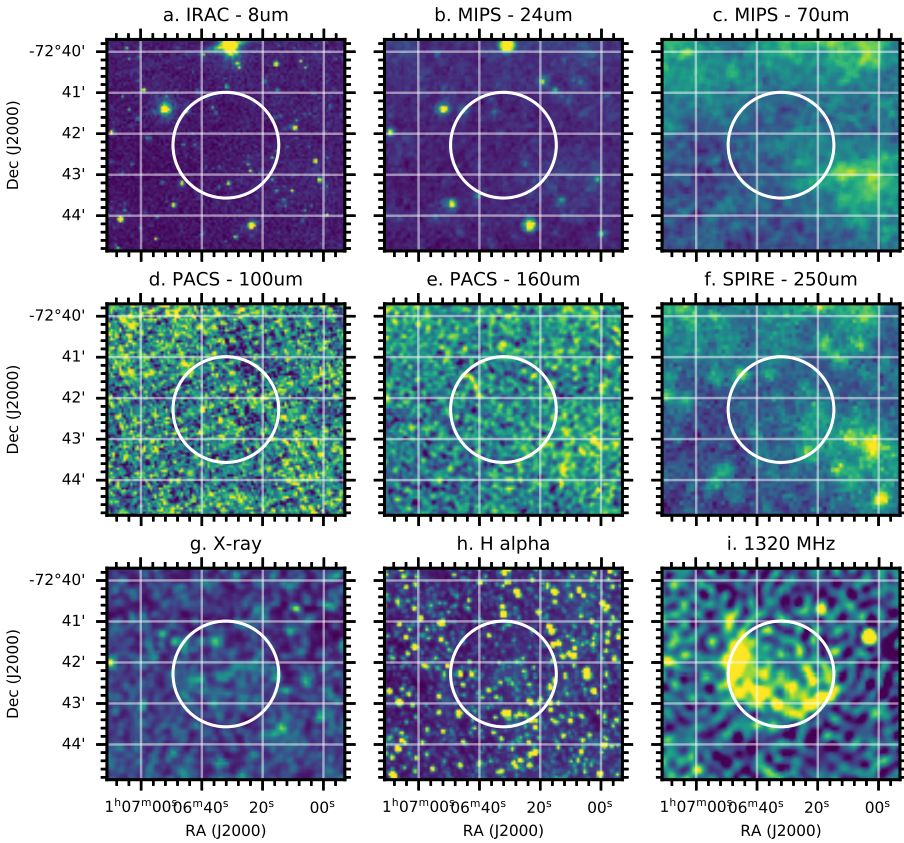 a. IRAC - 8um
b. MIPS - 24um
c. MIPS - 70um
Dec (J2000)
-72°40'
41'
42'
43'
44'
d. PACS - 100um
e. PACS - 160um
f. SPIRE - 250um
Dec (J2000)
-72°40'
41'
42'
43'
44'
g. X-ray
h. H alpha
i. 1320 MHz
Dec (J2000)
-72°40'
41'
42'
43'
44'
1ʰ07ᵐ00ˢ 06ᵐ40ˢ 20ˢ 00ˢ
1ʰ07ᵐ00ˢ 06ᵐ40ˢ 20ˢ 00ˢ
1ʰ07ᵐ00ˢ 06ᵐ40ˢ 20ˢ 00ˢ
RA (J2000)
RA (J2000)
RA (J2000)